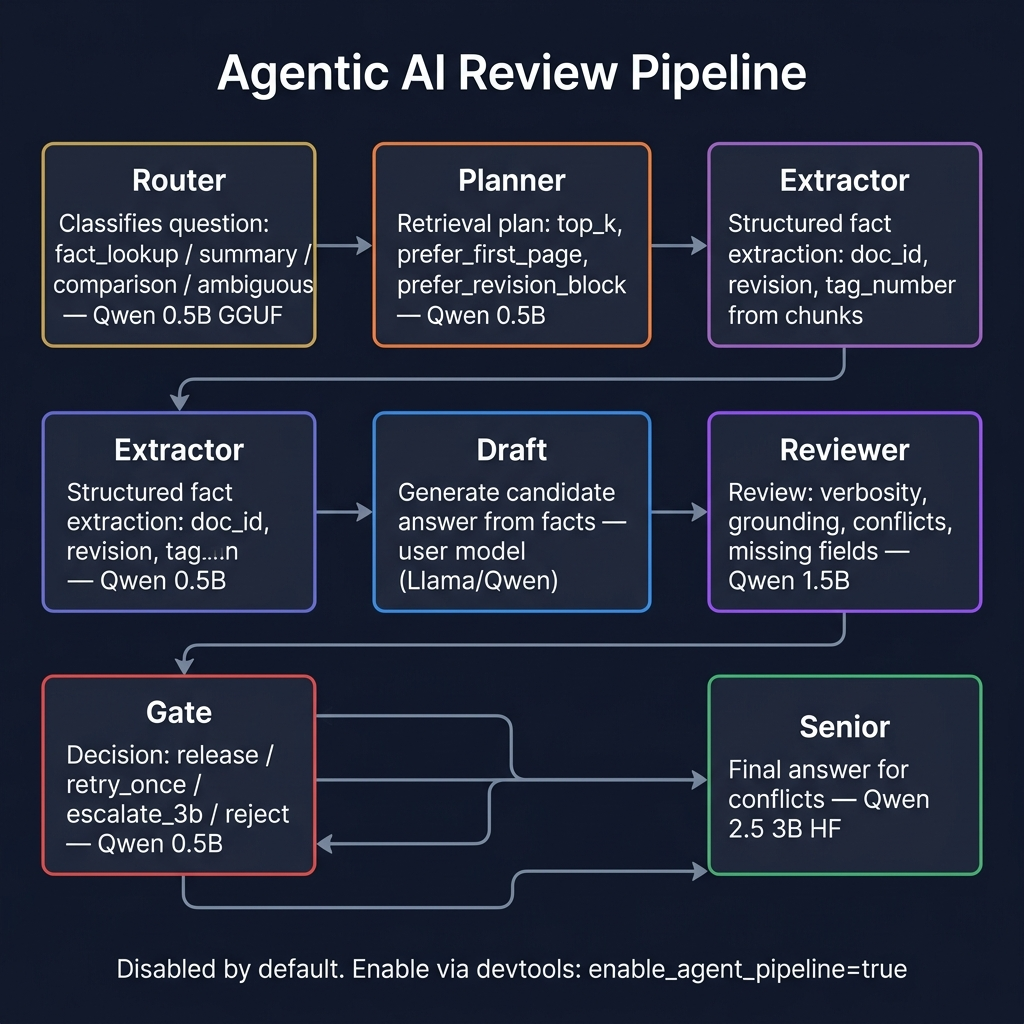 Agentic AI Review Pipeline
Router
Classifies question:
fact_lookup / summary /
comparison / ambiguous
— Qwen 0.5B GGUF
Planner
Retrieval plan: top_k,
prefer_first_page,
prefer_revision_block
— Qwen 0.5B
Extractor
Structured fact
extraction: doc_id,
revision, tag_number
from chunks
Extractor
Structured fact
extraction: doc_id,
revision, tag....n
— Qwen 0.5B
Draft
Generate candidate
answer from facts —
user model
(Llama/Qwen)
Reviewer
Review: verbosity,
grounding, conflicts,
missing fields —
Qwen 1.5B
Gate
Decision: release /
retry_once /
escalate_3b / reject
— Qwen 0.5B
Senior
Final answer for
conflicts — Qwen
2.5 3B HF
Disabled by default. Enable via devtools: enable_agent_pipeline=true